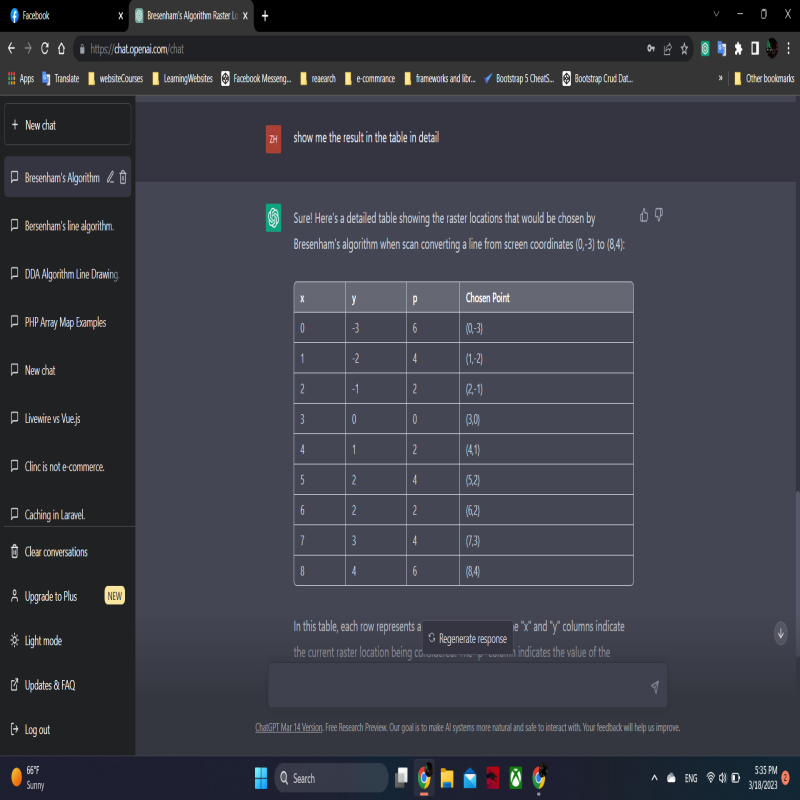 Facebook
Bresenham's Algorithm Raster Lo
https://chat.openai.com/chat
Apps
Translate
websiteCourses
LearningWebsites
Facebook Messeng...
reaearch
e-comnrance
frameworks and libr...
Bootstrap 5 CheatS...
Bootstrap Crud Dat...
»
Other bookmarks
+ New chat
Bresenham's Algorithm
Bersenham's line algorithm.
DDA Algorithm Line Drawing.
PHP Array Map Examples
New chat
Livewire vs Vue.js
Clinc is not e-commerce.
Caching in Laravel.
Clear conversations
Upgrade to Plus NEW
Light mode
Updates & FAQ
Log out
ZH show me the result in the table in detail
Sure! Here's a detailed table showing the raster locations that would be chosen by
Bresenham's algorithm when scan converting a line from screen coordinates (0,-3) to (8,4):
x y p Chosen Point
0 -3 6 (0,-3)
1 -2 4 (1,-2)
2 -1 2 (2,-1)
3 0 0 (3,0)
4 1 2 (4,1)
5 2 4 (5,2)
6 2 2 (6,2)
7 3 4 (7,3)
8 4 6 (8,4)
In this table, each row represents a "x" and "y" columns indicate
the current raster location being column indicates the value of the
Regenerate response
ChatGPT Mar 14 Version. Free Research Preview. Our goal is to make AI systems more natural and safe to interact with. Your feedback will help us improve.
66°F
Sunny
Search
ENG
5:35 PM
3/18/2023
2